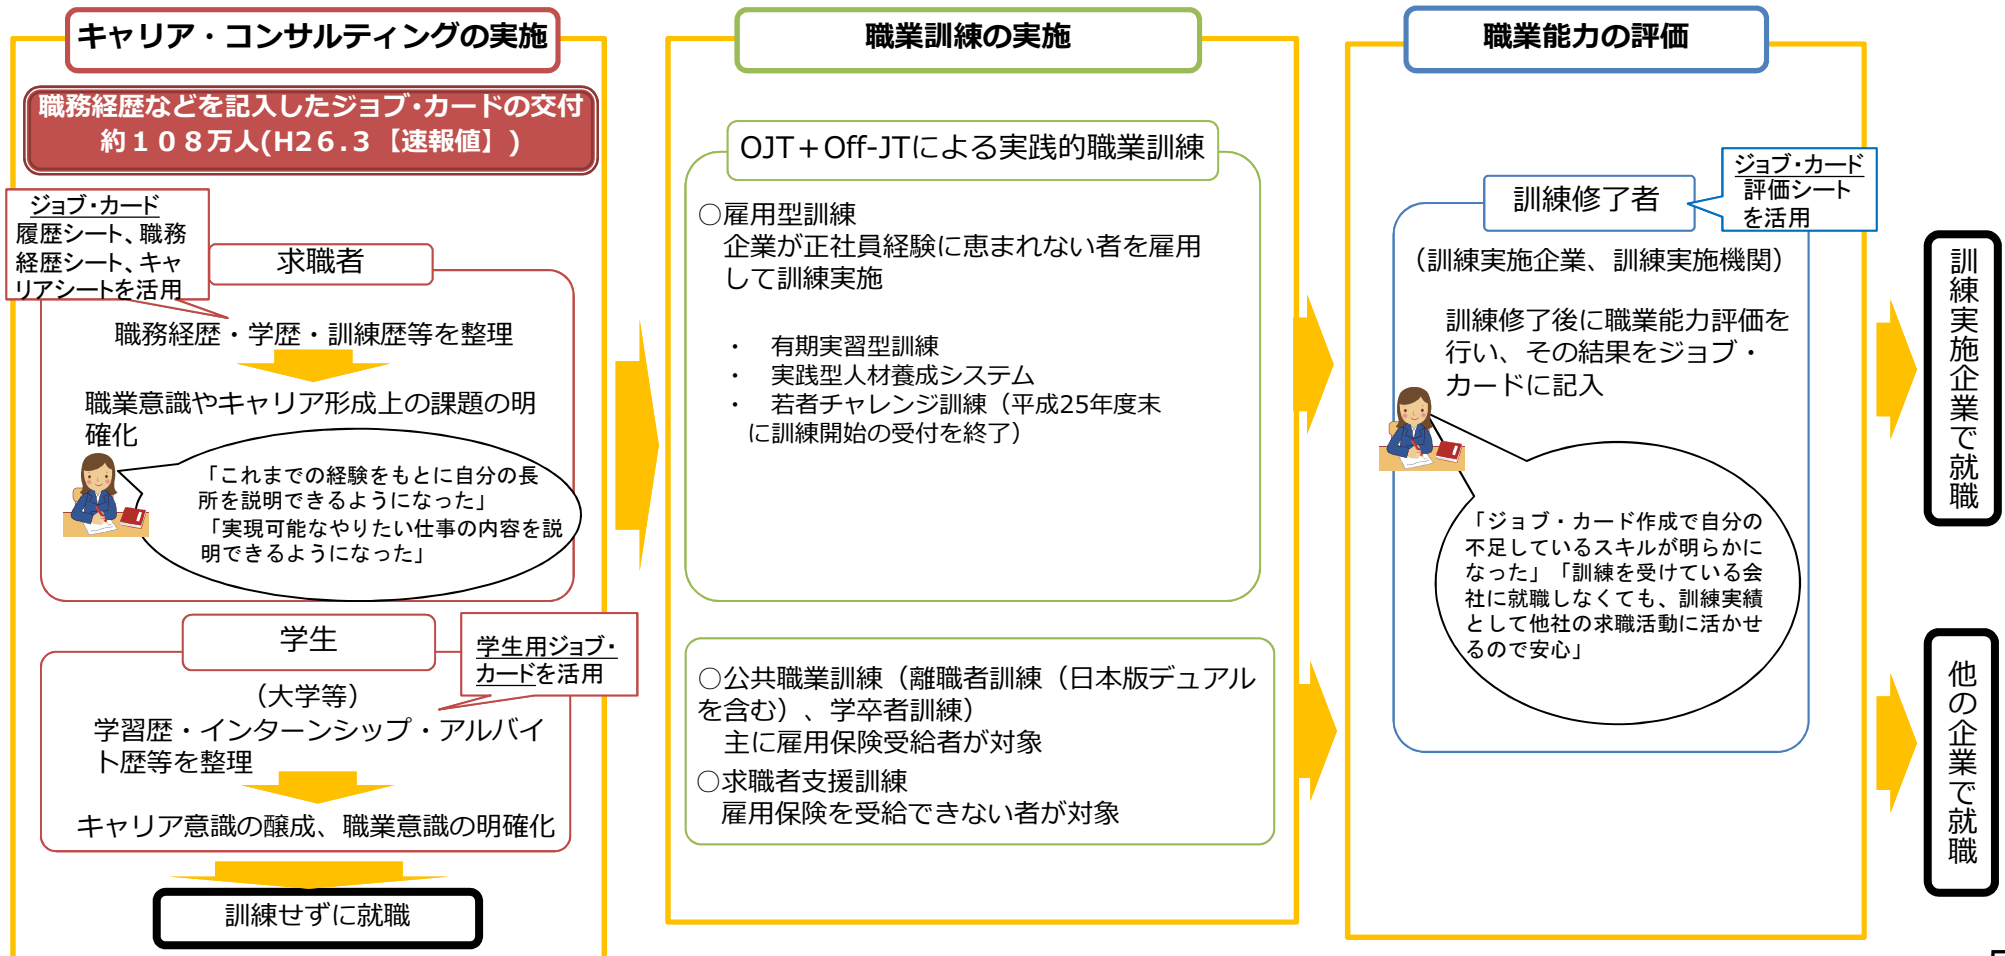 キャリア・コンサルティングの実施
職務経歴などを記入したジョブ・カードの交付
約１０８万人(H26.3【速報値】)
ジョブ・カード
履歴シート、職務
経歴シート、キャ
リアシートを活用
求職者
職務経歴・学歴・訓練歴等を整理
職業意識やキャリア形成上の課題の明
確化
「これまでの経験をもとに自分の長
所を説明できるようになった」
「実現可能なやりたい仕事の内容を説
明できるようになった」
学生
学生用ジョブ・
カードを活用
（大学等）
学習歴・インターンシップ・アルバイ
ト歴等を整理
キャリア意識の醸成、職業意識の明確化
訓練せずに就職
職業訓練の実施
OJT＋Off-JTによる実践的職業訓練
○雇用型訓練
企業が正社員経験に恵まれない者を雇用
して訓練実施
・ 有期実習型訓練
・ 実践型人材養成システム
・ 若者チャレンジ訓練（平成25年度末
に訓練開始の受付を終了）
○公共職業訓練（離職者訓練（日本版デュアル
を含む）、学卒者訓練）
主に雇用保険受給者が対象
○求職者支援訓練
雇用保険を受給できない者が対象
職業能力の評価
ジョブ・カード
評価シート
を活用
訓練修了者
（訓練実施企業、訓練実施機関）
訓練修了後に職業能力評価を
行い、その結果をジョブ・
カードに記入
「ジョブ・カード作成で自分の
不足しているスキルが明らかに
なった」「訓練を受けている会
社に就職しなくても、訓練実績
として他社の求職活動に活かせ
るので安心」
訓練実施企業で就職
他の企業で就職